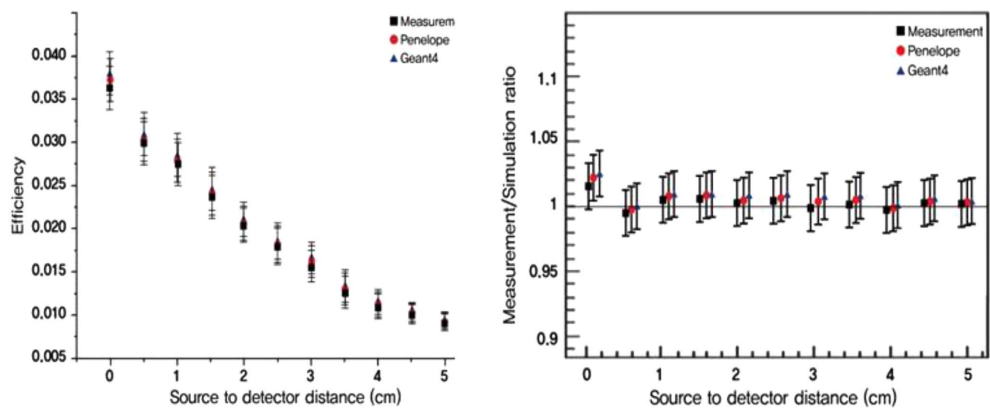 Measurem
Penelope
Geant4
0.040
0.035
0.030
0.025
0.020
0.015
0.010
0.005
Efficiency
0 1 2 3 4 5
Source to detector distance (cm)
Measurement
Penelope
Geant4
1.1
1.05
1
0.95
0.9
Measurement/Simulation ratio
0 1 2 3 4 5
Source to detector distance (cm)